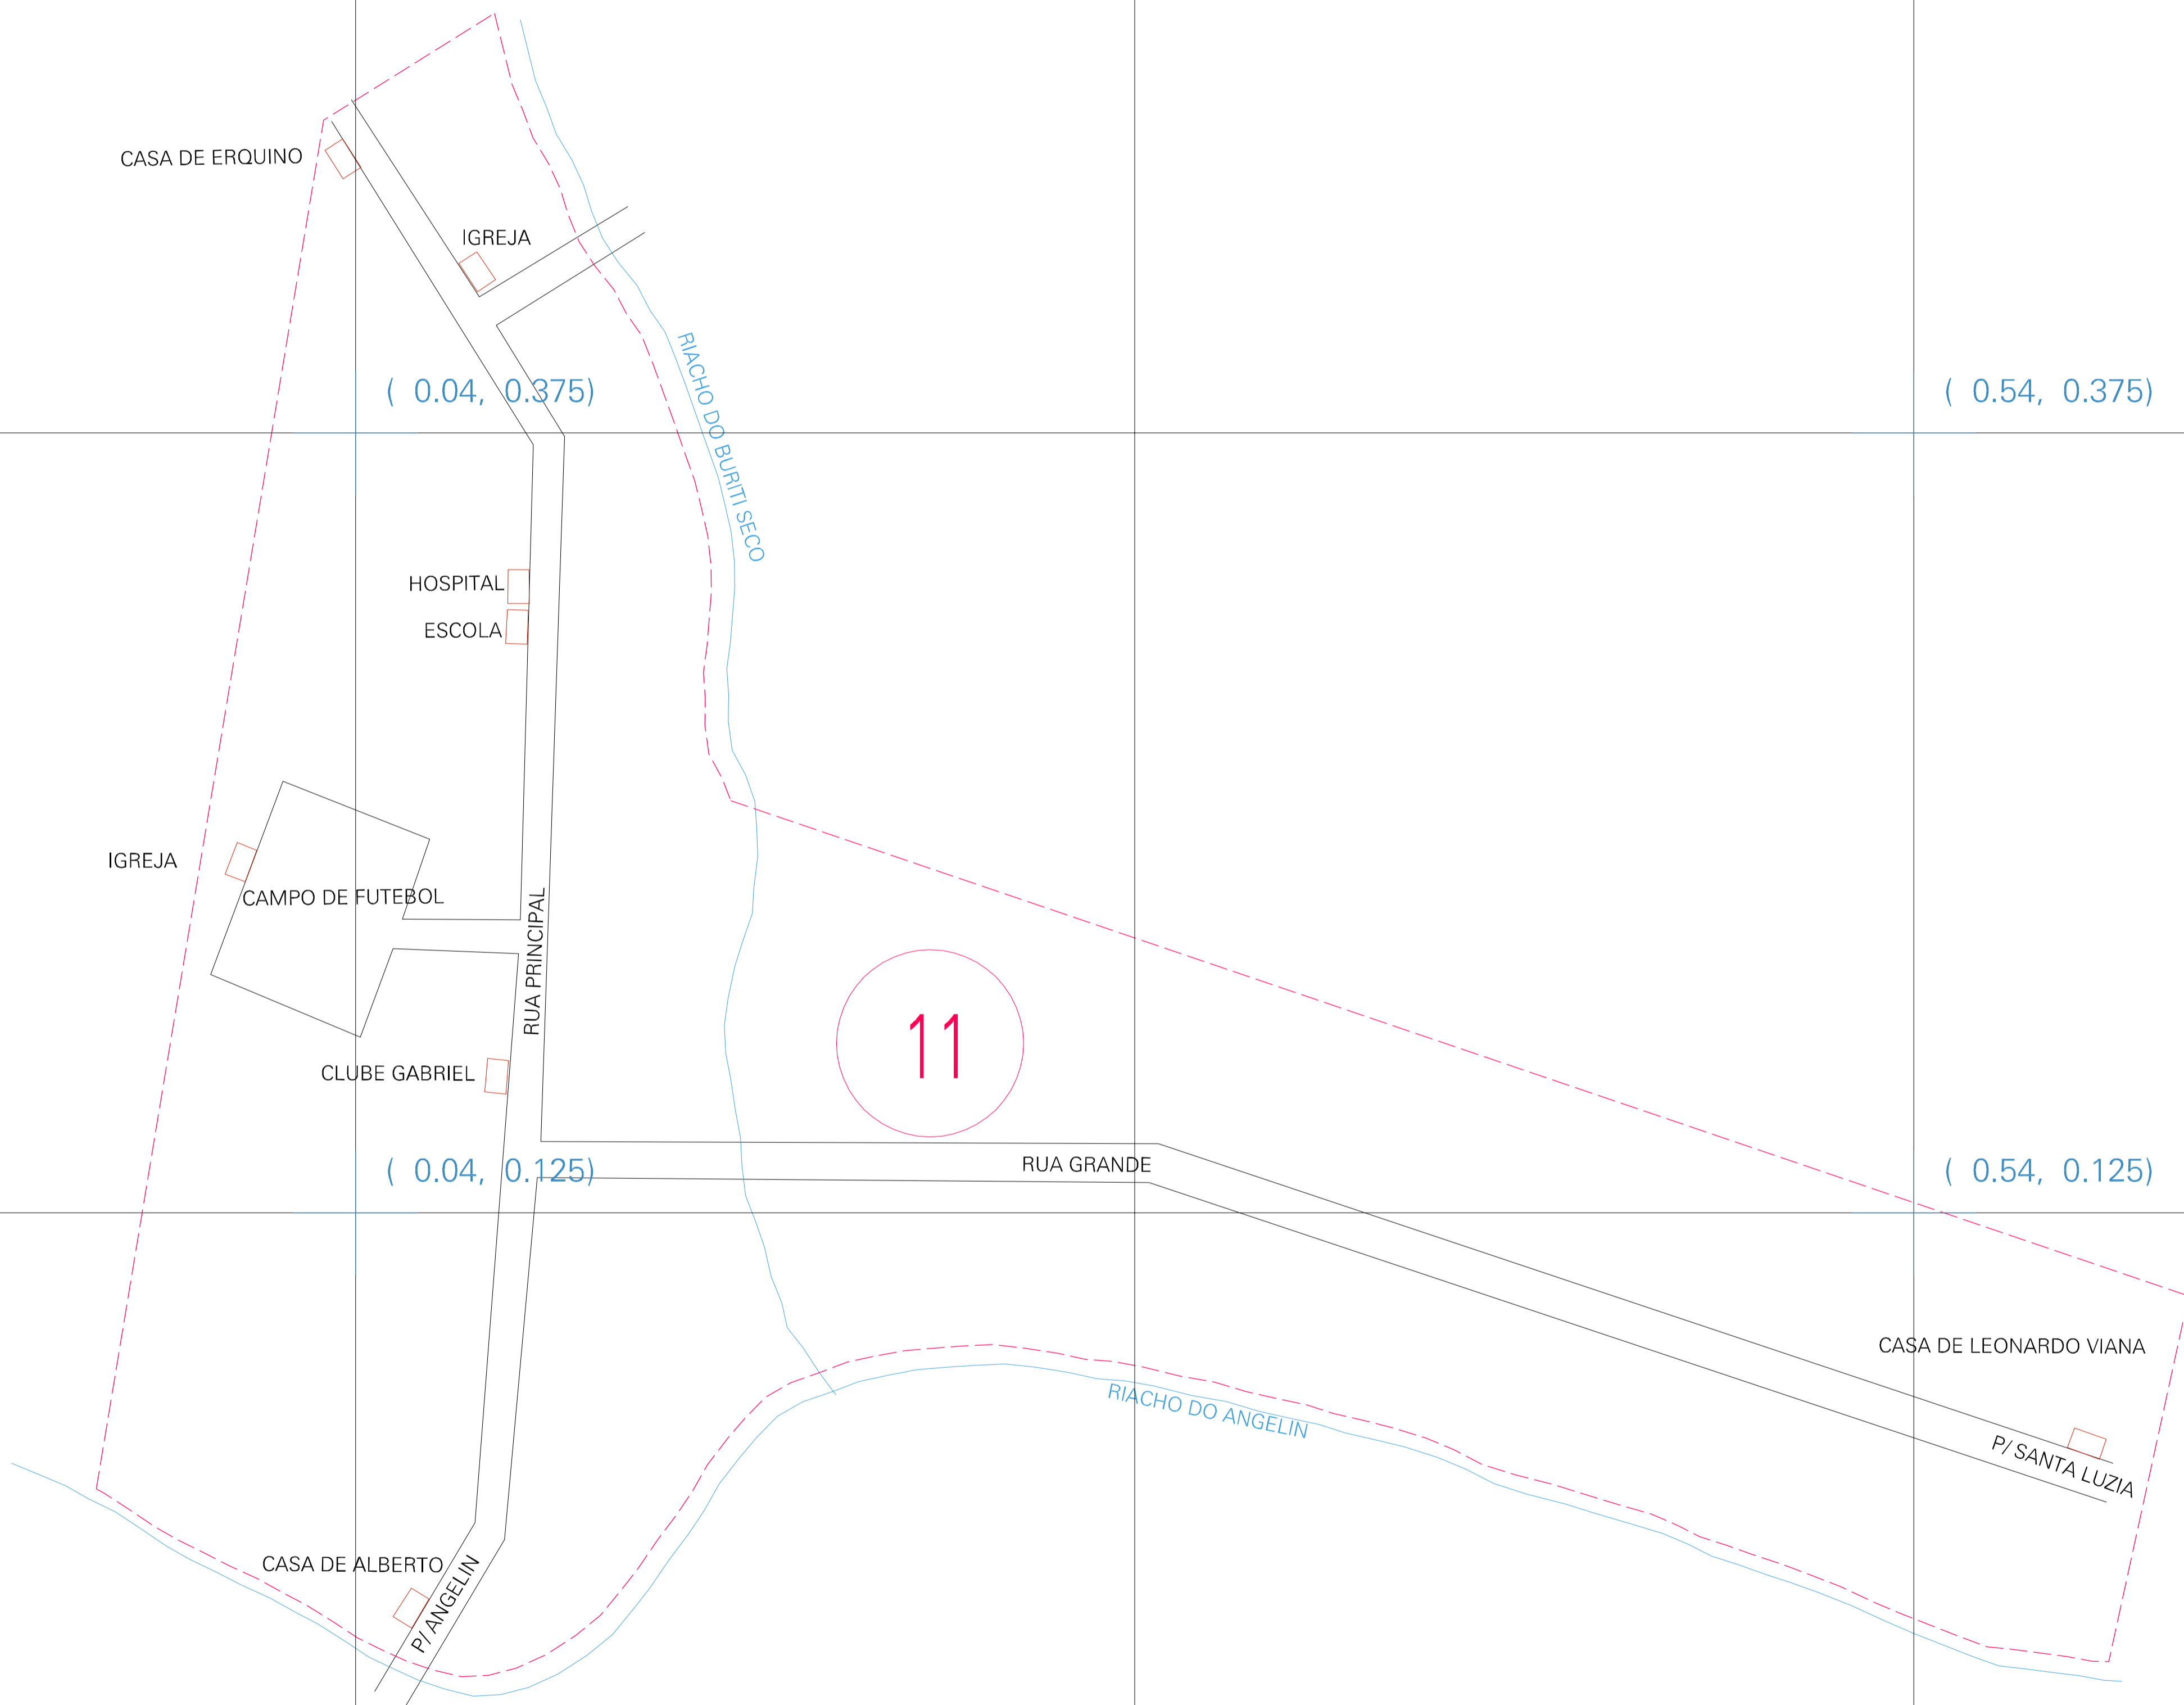 CASA DE ERQUINO
IGREJA
RIACHO DO BURITI SECO
( 0.04, 0.375)
( 0.54, 0.375)
HOSPITAL
ESCOLA
IGREJA
CAMPO DE FUTEBOL
RUA PRINCIPAL
11
CLUBE GABRIEL
RUA GRANDE
( 0.04, 0.125)
( 0.54, 0.125)
CASA DE LEONARDO VIANA
RIACHO DO ANGELIN
P/ SANTA LUZIA
CASA DE ALBERTO
P/ ANGELIN